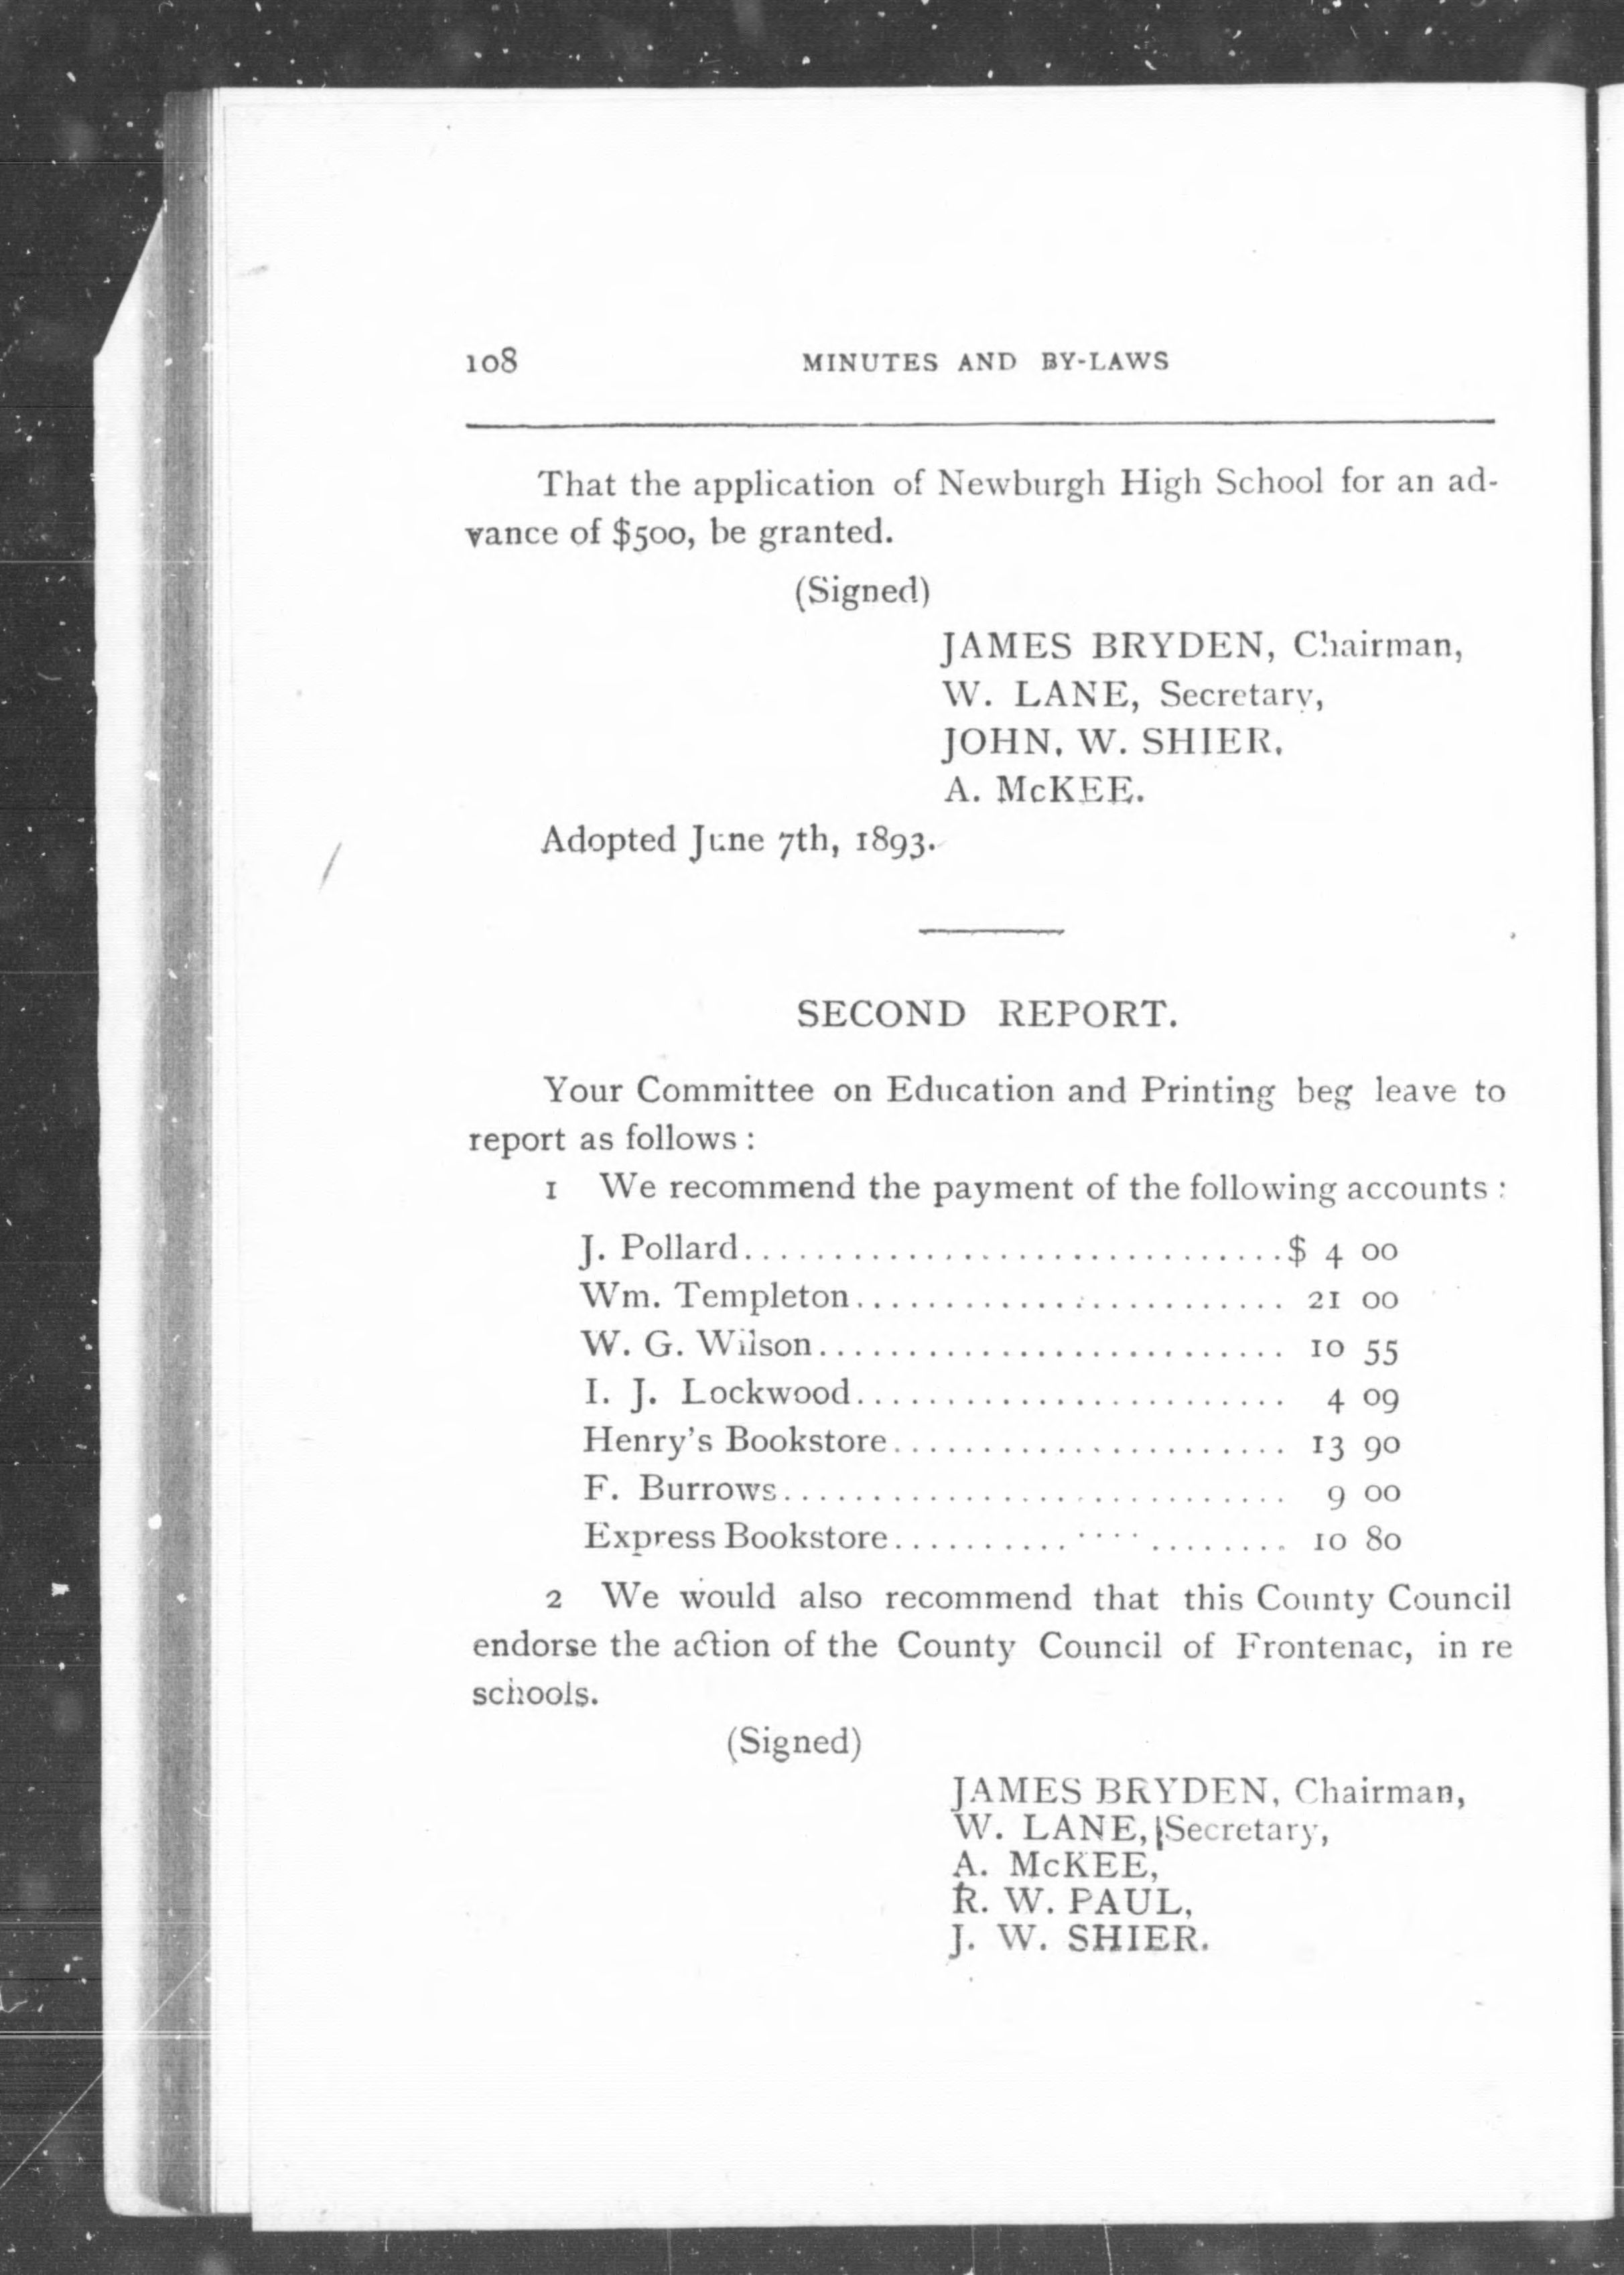 108 MINUTES AND BY-LAWS
That the application of Newburgh High School for an ad-
vance of $500, be granted.
(Signed)
JAMES BRYDEN, Chairman,
W. LANE, Secretary,
JOHN, W. SHIER,
A. McKEE.
Adopted June 7th, 1893.
SECOND REPORT.
Your Committee on Education and Printing beg leave to
report as follows :
1 We recommend the payment of the following accounts :
J. Pollard..............................$ 4 00
Wm. Templeton........................ 21 00
W. G. Wilson.......................... 10 55
I. J. Lockwood........................ 4 09
Henry's Bookstore...................... 13 90
F. Burrows............................ 9 00
Express Bookstore...................... 10 80
2 We would also recommend that this County Council
endorse the action of the County Council of Frontenac, in re
schools.
(Signed)
JAMES BRYDEN, Chairman,
W. LANE, Secretary,
A. McKEE,
R. W. PAUL,
J. W. SHIER.